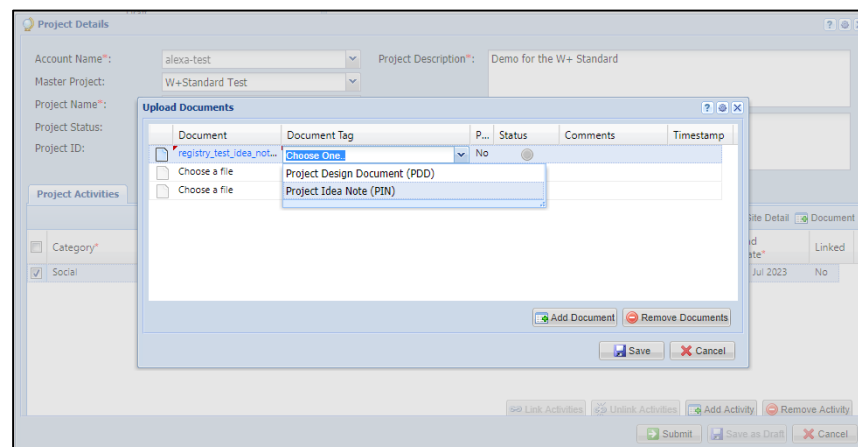 Project Details
Account Name*: alexa-test Project Description*: Demo for the W+ Standard
Master Project: W+Standard Test
Project Name*:
Project Status:
Project ID:
Upload Documents
Document Document Tag P... Status Comments Timestamp
registry_test_idea_not... Choose One.. No
Choose a file Project Design Document (PDD)
Choose a file Project Idea Note (PIN)
Add Document Remove Documents
Save Cancel
Project Activities
Site Detail Document
Category* Linked
Social Jul 2023 No
Link Activities Unlink Activities Add Activity Remove Activity
Submit Save as Draft Cancel